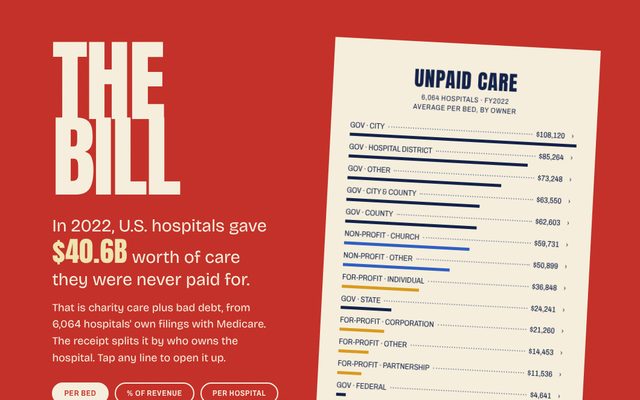 THE
BILL
In 2022, U.S. hospitals gave
$40.6B worth of care
they were never paid for.
That is charity care plus bad debt, from
6,064 hospitals' own filings with Medicare.
The receipt splits it by who owns the
hospital. Tap any line to open it up.
PER BED
% OF REVENUE
PER HOSPITAL
UNPAID CARE
6,064 HOSPITALS · FY2022
AVERAGE PER BED, BY OWNER
GOV · CITY $108,120 ›
GOV · HOSPITAL DISTRICT $85,264 ›
GOV · OTHER $73,248 ›
GOV · CITY & COUNTY $63,550 ›
GOV · COUNTY $62,603 ›
NON-PROFIT · CHURCH $59,731 ›
NON-PROFIT · OTHER $50,899 ›
FOR-PROFIT · INDIVIDUAL $36,848 ›
GOV · STATE $24,241 ›
FOR-PROFIT · CORPORATION $21,260 ›
FOR-PROFIT · OTHER $14,453 ›
FOR-PROFIT · PARTNERSHIP $11,536 ›
GOV · FEDERAL $4,641 ›